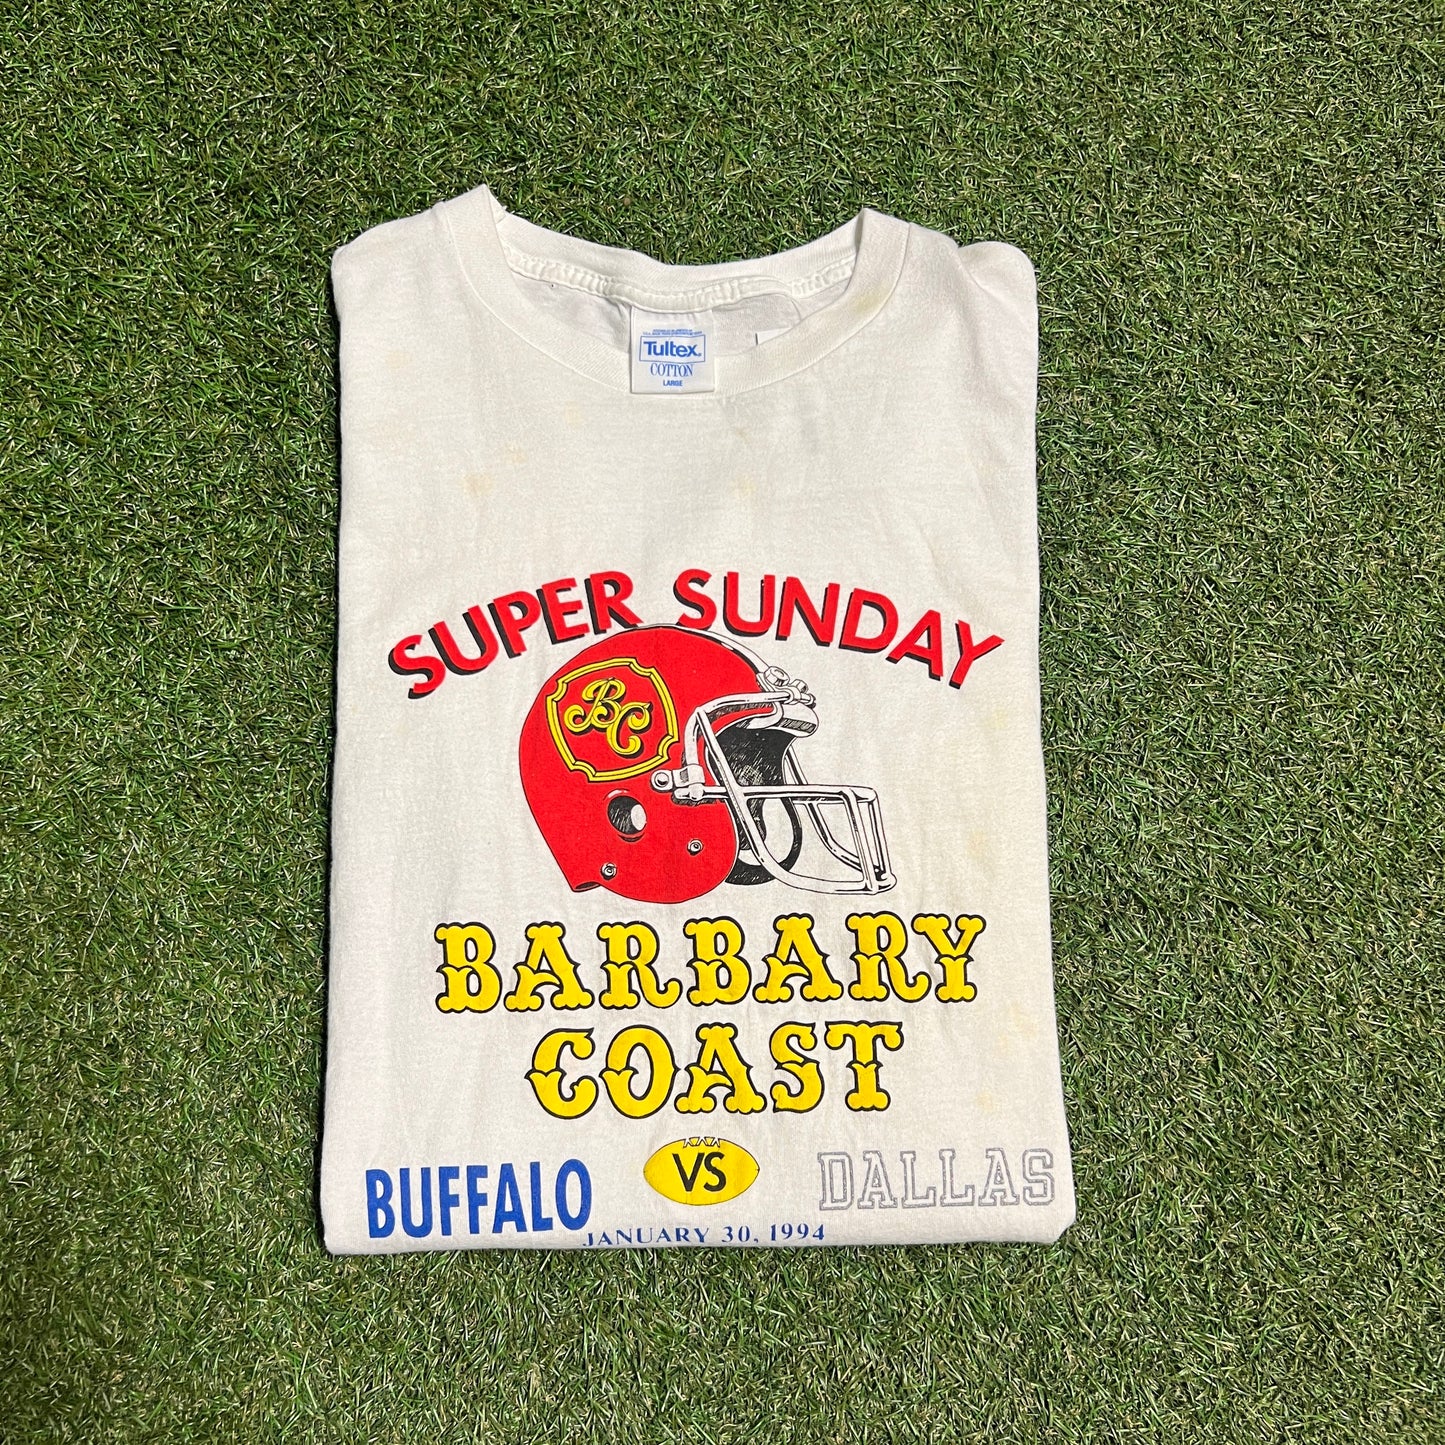 Tultex®
COTTON
LARGE
SUPER SUNDAY
BC
BARBARY
COAST
BUFFALO VS DALLAS
JANUARY 30, 1994